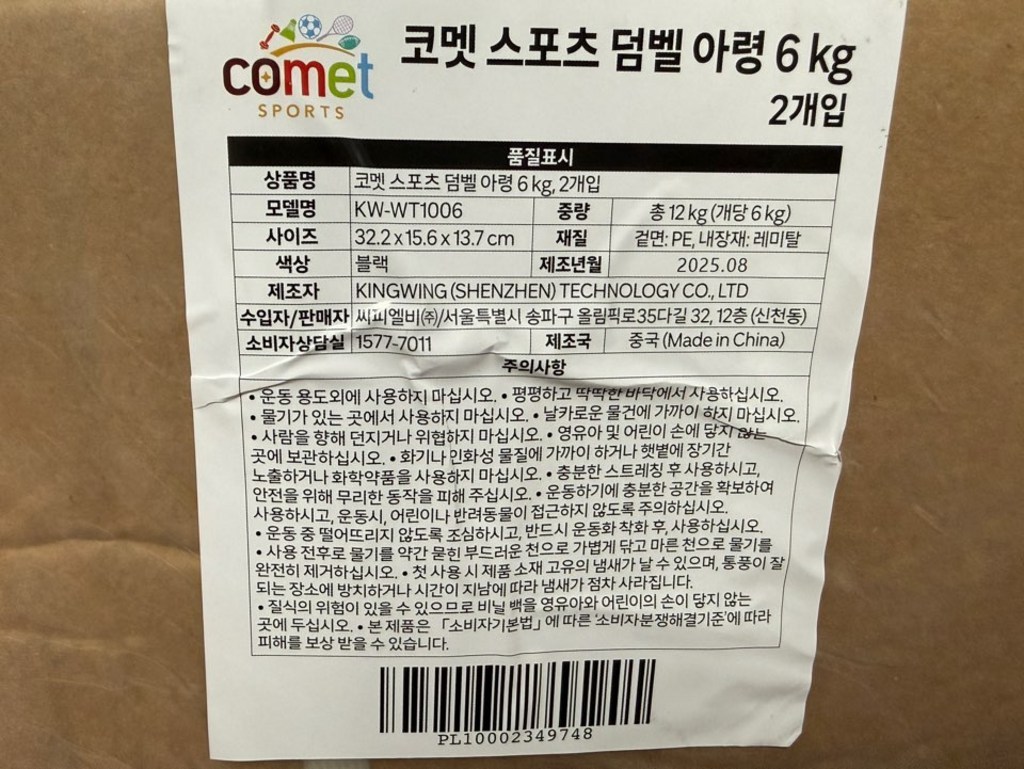 comet
SPORTS
코멧 스포츠 덤벨 아령 6 kg
2개입
품질표시
상품명 코멧 스포츠 덤벨 아령 6 kg, 2개입
모델명 KW-WT1006 중량 총 12 kg (개당 6 kg)
사이즈 32.2 x 15.6 x 13.7 cm 재질 겉면: PE, 내장재: 레미탈
색상 블랙 제조년월 2025.08
제조자 KINGWING (SHENZHEN) TECHNOLOGY CO., LTD
수입자/판매자 씨피엘비㈜/서울특별시 송파구 올림픽로35다길 32, 12층 (신천동)
소비자상담실 1577-7011 제조국 중국 (Made in China)
주의사항
• 운동 용도외에 사용하지 마십시오. • 평평하고 딱딱한 바닥에서 사용하십시오.
• 물기가 있는 곳에서 사용하지 마십시오. • 날카로운 물건에 가까이 하지 마십시오.
• 사람을 향해 던지거나 위협하지 마십시오. • 영유아 및 어린이 손에 닿지 않는
곳에 보관하십시오. • 화기나 인화성 물질에 가까이 하거나 햇볕에 장기간
노출하거나 화학약품을 사용하지 마십시오. • 충분한 스트레칭 후 사용하시고,
안전을 위해 무리한 동작을 피해 주십시오. • 운동하기에 충분한 공간을 확보하여
사용하시고, 운동시, 어린이나 반려동물이 접근하지 않도록 주의하십시오.
• 운동 중 떨어뜨리지 않도록 조심하시고, 반드시 운동화 착화 후, 사용하십시오.
• 사용 전후로 물기를 약간 묻힌 부드러운 천으로 가볍게 닦고 마른 천으로 물기를
완전히 제거하십시오. • 첫 사용 시 제품 소재 고유의 냄새가 날 수 있으며, 통풍이 잘
되는 장소에 방치하거나 시간이 지남에 따라 냄새가 점차 사라집니다.
• 질식의 위험이 있을 수 있으므로 비닐 백을 영유아와 어린이의 손이 닿지 않는
곳에 두십시오. • 본 제품은 「소비자기본법」에 따른 '소비자분쟁해결기준'에 따라
피해를 보상 받을 수 있습니다.
PL10002349748